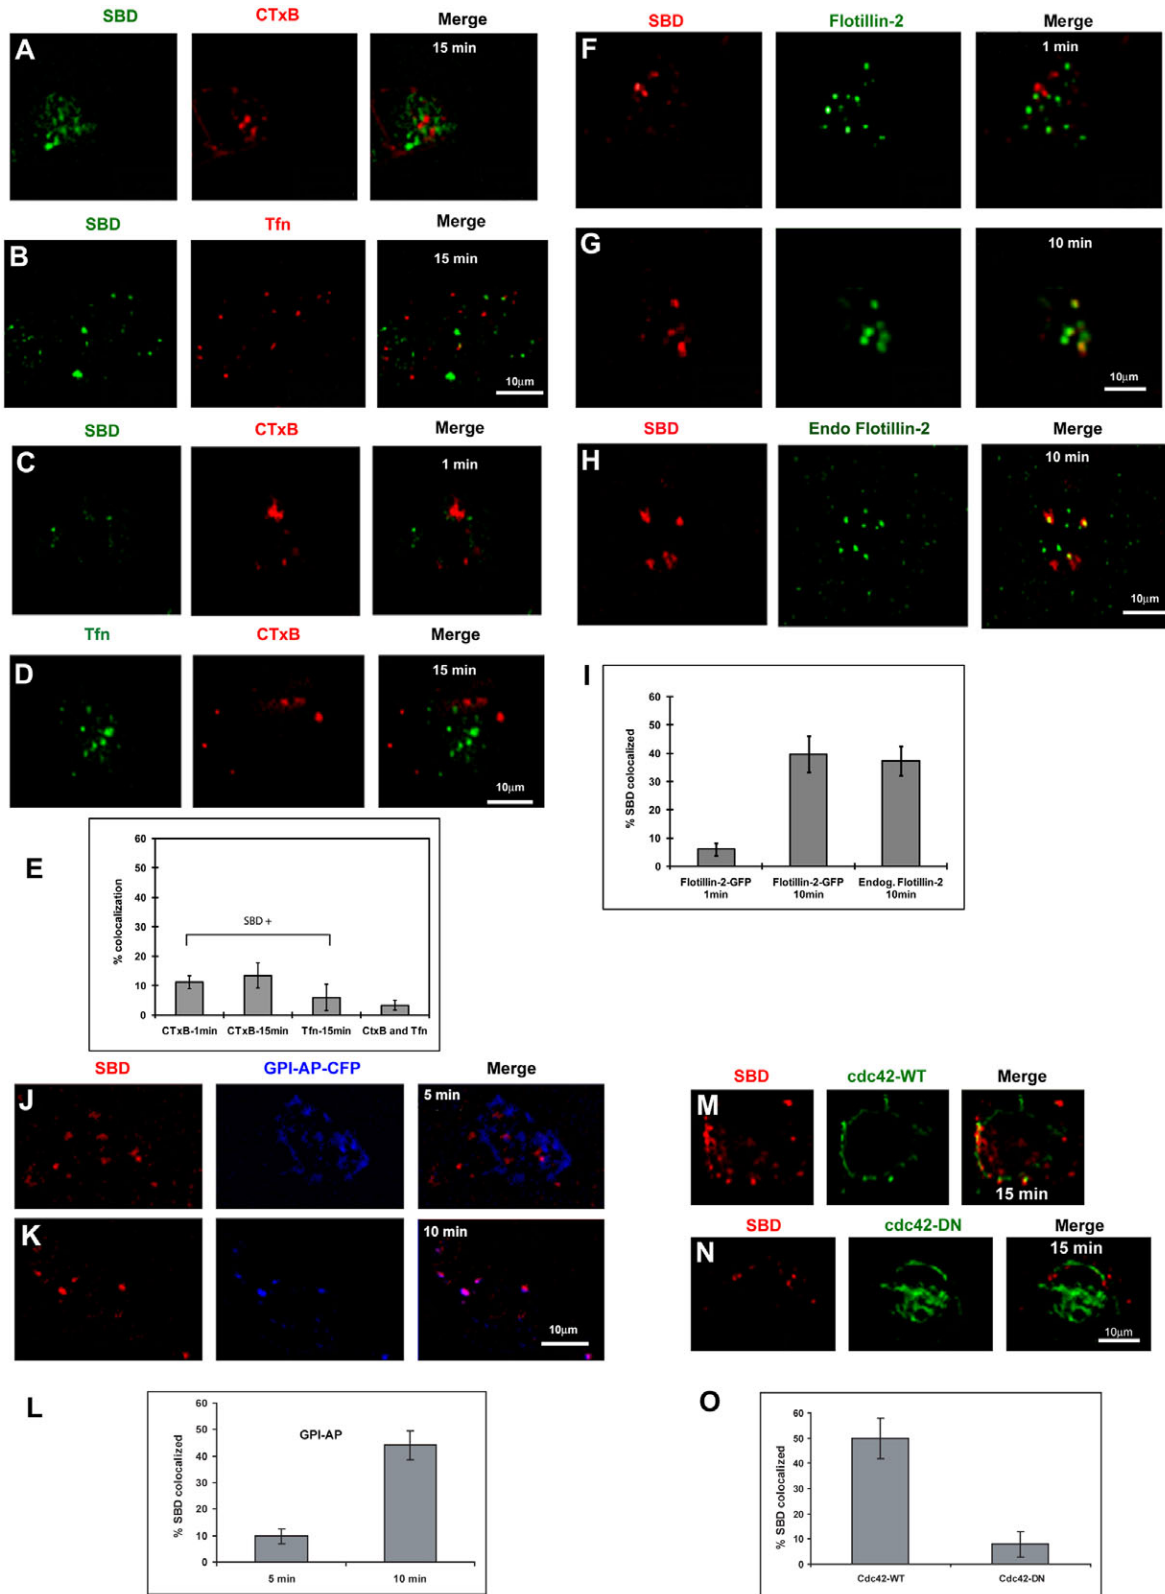 SBD CTxB Merge
A 15 min
SBD Tfn Merge
B 15 min
10µm
SBD CTxB Merge
C 1 min
Tfn CTxB Merge
D 15 min
10µm
E
% colocalization
60
50
40
30
20
10
0
SBD +
CTxB-1min CTxB-15min Tfn-15min CtxB and Tfn
SBD Flotillin-2 Merge
F 1 min
G 10 min
10µm
SBD Endo Flotillin-2 Merge
H 10 min
10µm
I
% SBD colocalized
60
50
40
30
20
10
0
Flotillin-2-GFP Flotillin-2-GFP Endog. Flotillin-2
1min 10min 10min
SBD GPI-AP-CFP Merge
J 5 min
K 10 min
10µm
L
GPI-AP
% SBD colocalized
60
50
40
30
20
10
0
5 min 10 min
SBD cdc42-WT Merge
M 15 min
SBD cdc42-DN Merge
N 15 min
10µm
O
% SBD colocalized
60
50
40
30
20
10
0
Cdc42-WT Cdc42-DN